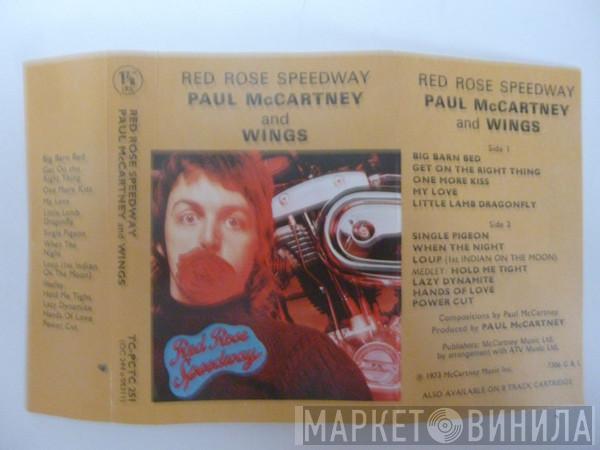 Big Barn Bed
Get On the
Right Thing
One More Kiss
My Love
Little Lamb
Dragonfly
Single Pigeon
When The
Night
Loup (1st Indian
On The Moon)
Medley:
Hold Me Tight
Lazy Dynamite
Hands Of Love
Power Cut
RED ROSE SPEEDWAY
PAUL McCARTNEY and WINGS
TC-PCTC 251
RED ROSE SPEEDWAY
PAUL McCARTNEY
and
WINGS
Red Rose
Speedway
RED ROSE SPEEDWAY
PAUL McCARTNEY
and WINGS
Side 1
BIG BARN BED
GET ON THE RIGHT THING
ONE MORE KISS
MY LOVE
LITTLE LAMB DRAGONFLY
Side 2
SINGLE PIGEON
WHEN THE NIGHT
LOUP (1st INDIAN ON THE MOON)
MEDLEY: HOLD ME TIGHT
LAZY DYNAMITE
HANDS OF LOVE
POWER CUT
Compositions by Paul McCartney
Produced by PAUL McCARTNEY
Publishers: McCartney Music Ltd.
by arrangement with ATV Music Ltd.
7306 G & L
℗ 1973 McCartney Music Inc.
ALSO AVAILABLE ON 8 TRACK CARTRIDGE
МАРКЕТ ВИНИЛА